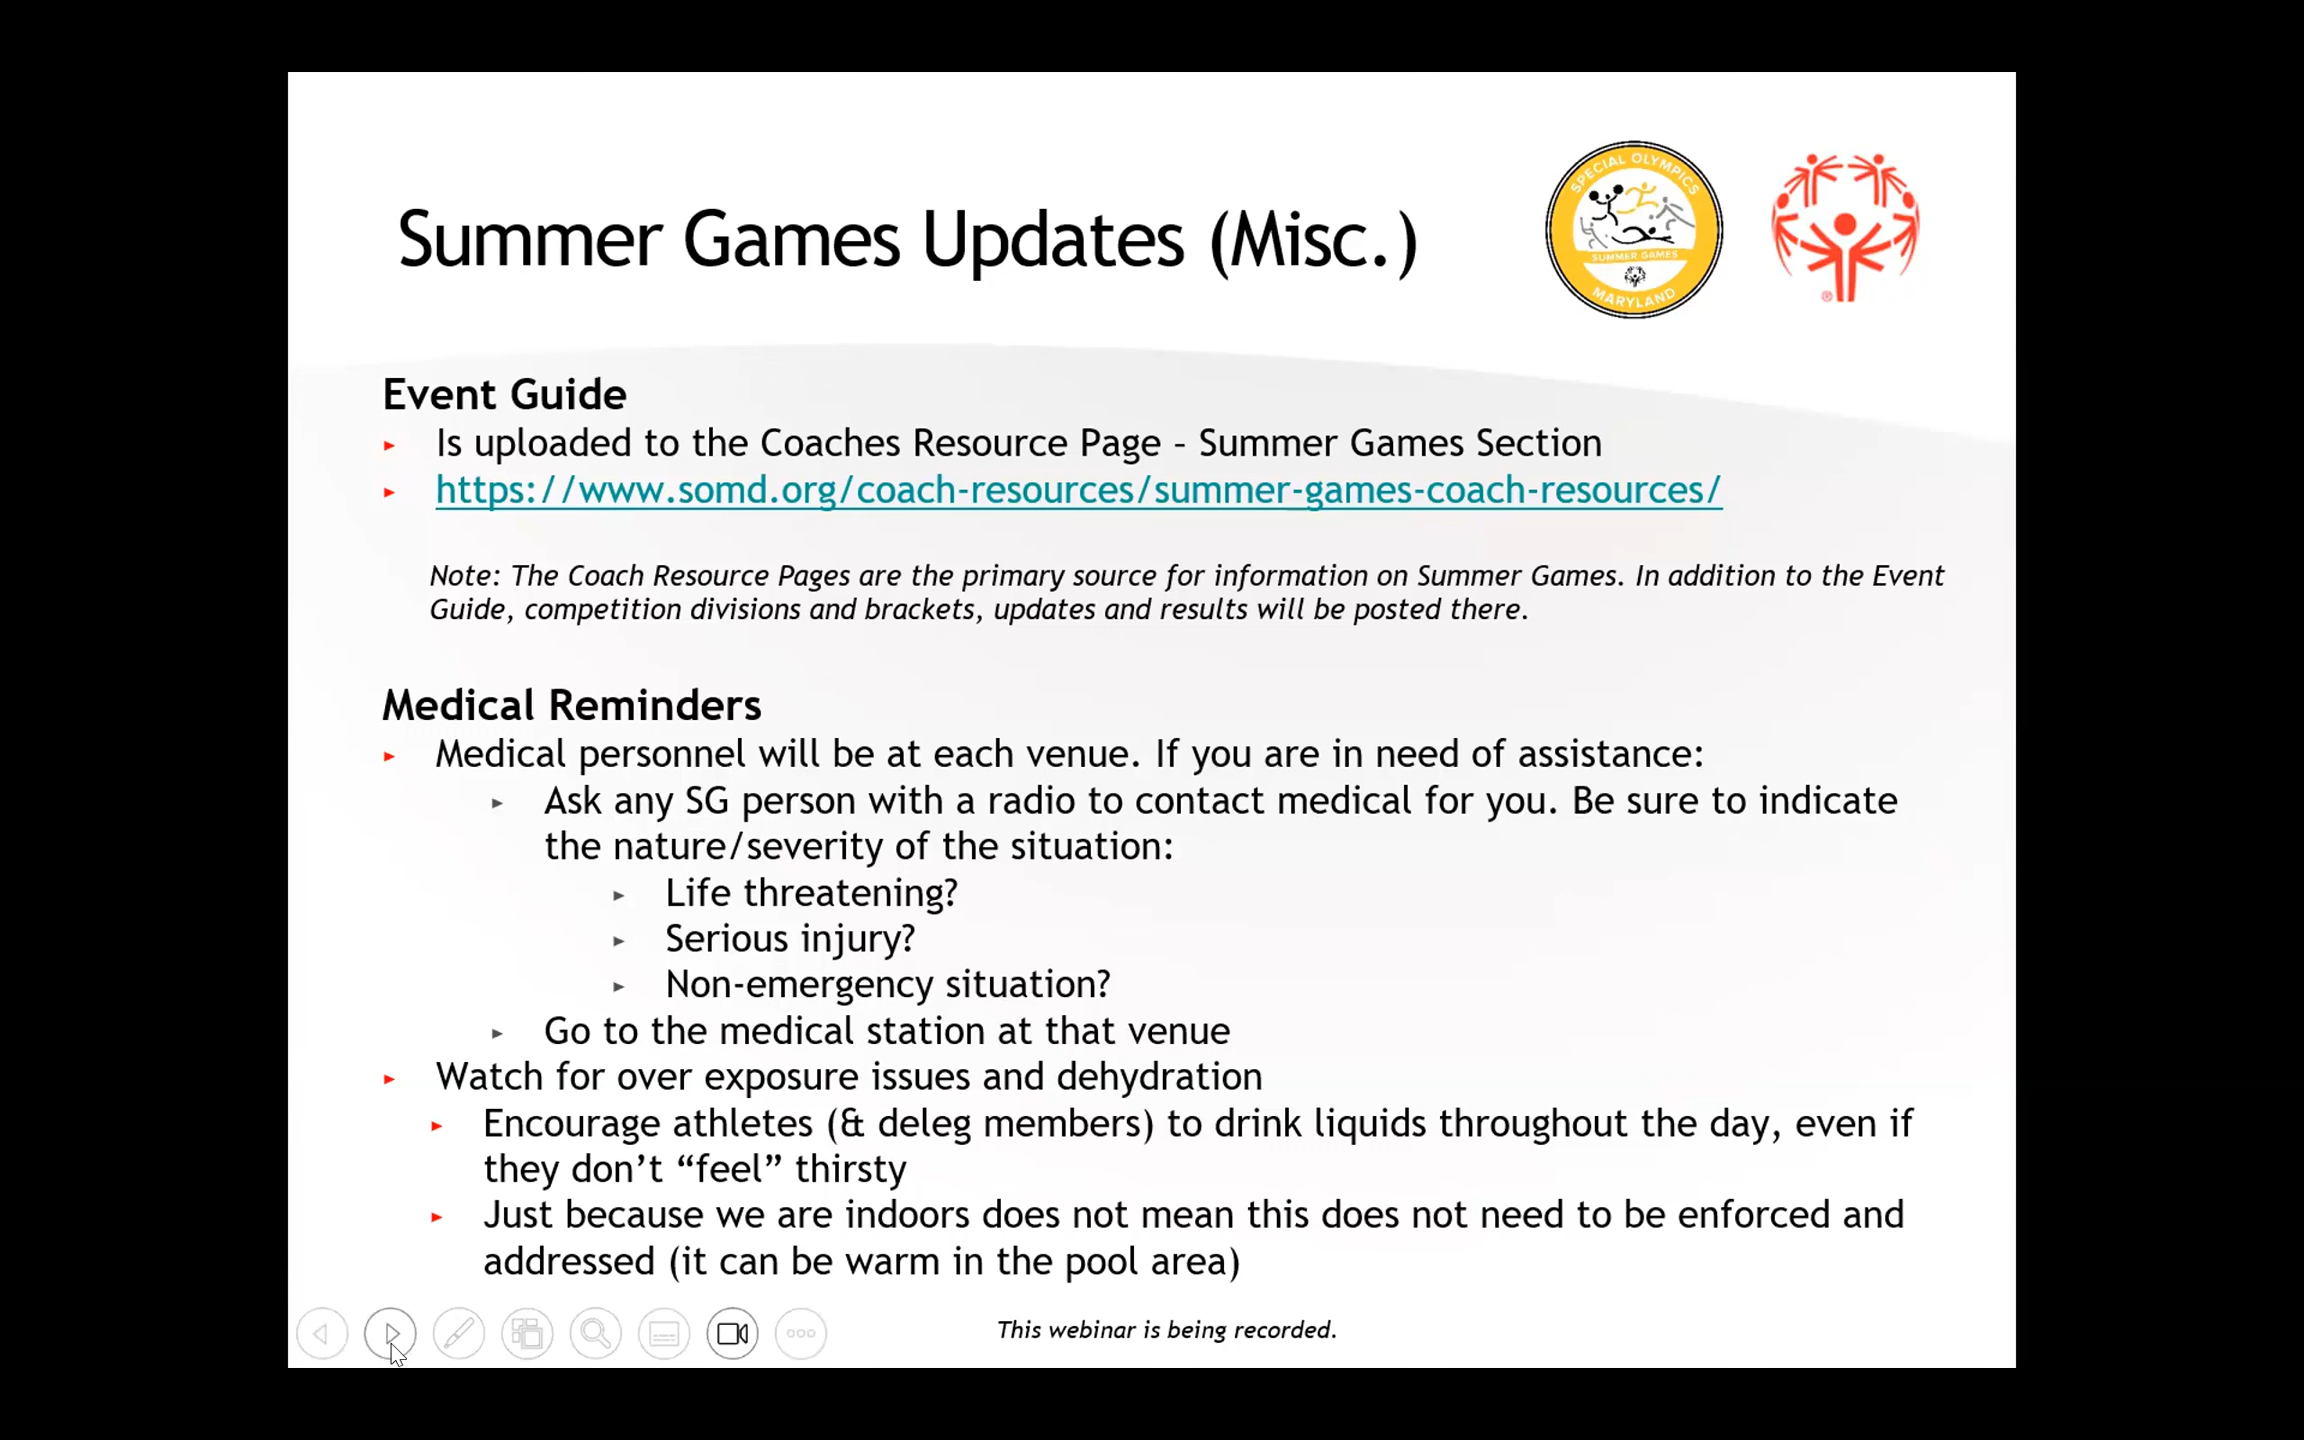 SPECIAL OLYMPICS
SUMMER GAMES
MARYLAND
®
Summer Games Updates (Misc.)
Event Guide
Is uploaded to the Coaches Resource Page – Summer Games Section
https://www.somd.org/coach-resources/summer-games-coach-resources/
Note: The Coach Resource Pages are the primary source for information on Summer Games. In addition to the Event
Guide, competition divisions and brackets, updates and results will be posted there.
Medical Reminders
Medical personnel will be at each venue. If you are in need of assistance:
Ask any SG person with a radio to contact medical for you. Be sure to indicate
the nature/severity of the situation:
Life threatening?
Serious injury?
Non-emergency situation?
Go to the medical station at that venue
Watch for over exposure issues and dehydration
Encourage athletes (& deleg members) to drink liquids throughout the day, even if
they don’t “feel” thirsty
Just because we are indoors does not mean this does not need to be enforced and
addressed (it can be warm in the pool area)
This webinar is being recorded.